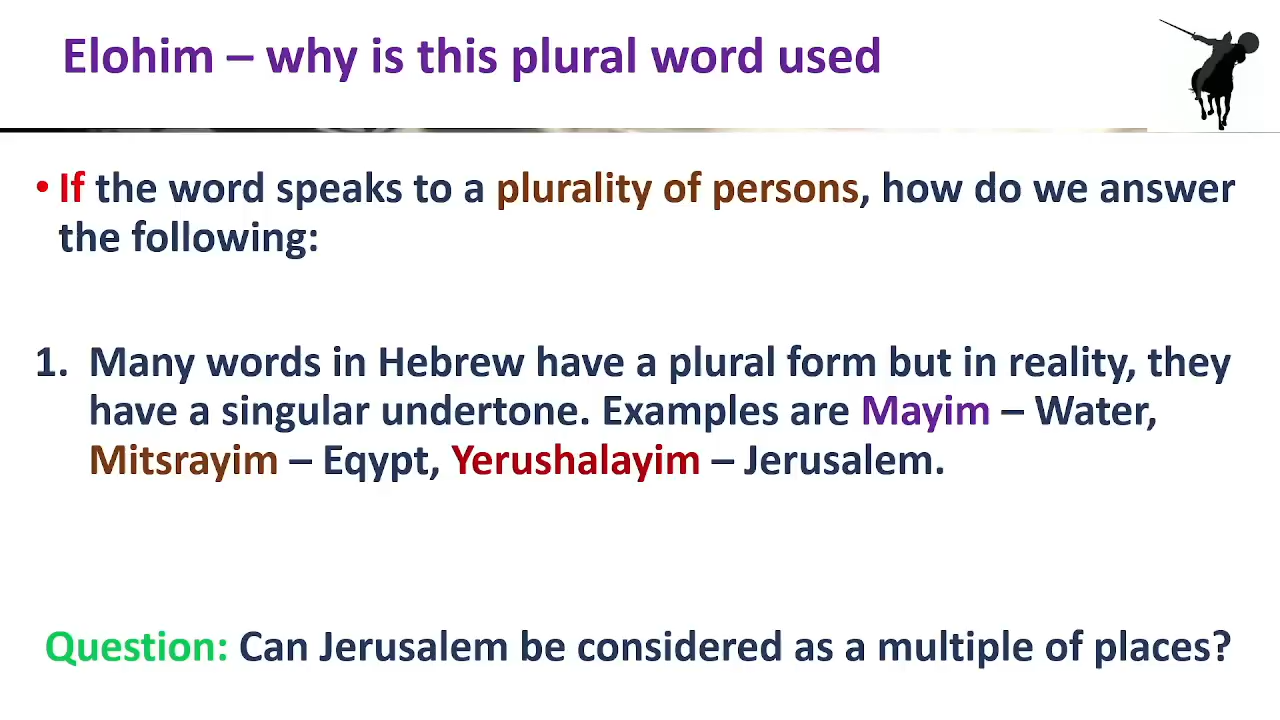 Elohim – why is this plural word used
• If the word speaks to a plurality of persons, how do we answer
the following:
1. Many words in Hebrew have a plural form but in reality, they
have a singular undertone. Examples are Mayim – Water,
Mitsrayim – Eqypt, Yerushalayim – Jerusalem.
Question: Can Jerusalem be considered as a multiple of places?